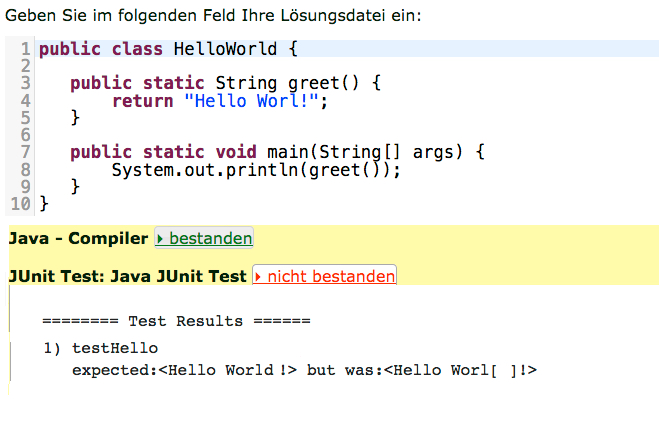 Geben Sie im folgenden Feld Ihre Lösungsdatei ein:
1 public class HelloWorld {
2
3 public static String greet() {
4 return "Hello Worl!";
5 }
6
7 public static void main(String[] args) {
8 System.out.println(greet());
9 }
10 }
Java - Compiler bestanden
JUnit Test: Java JUnit Test nicht bestanden
======== Test Results ======
1) testHello
expected:<Hello World !> but was:<Hello Worl[ ]!>